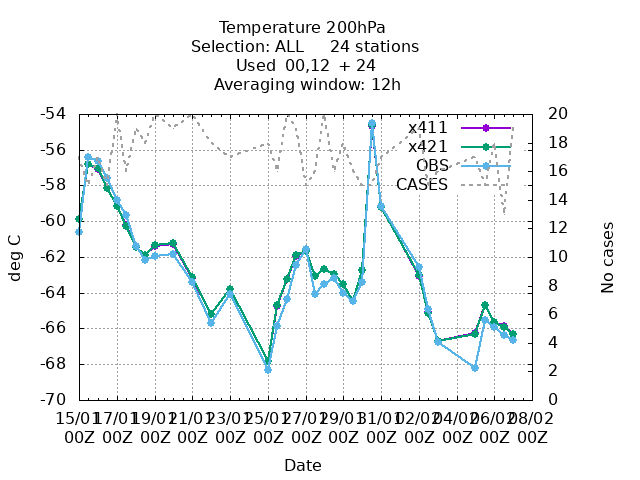 Temperature 200hPa
Selection: ALL 24 stations
Used 00,12 + 24
Averaging window: 12h
-54 20
x411
-56 18
x421
OBS
16
-58 CASES
14
-60 12
-62 10
8
-64
6
-66
4
-68 2
-70 0
deg C
No cases
15/01 17/01 19/01 21/01 23/01 25/01 27/01 29/01 31/01 02/02 04/02 06/02 08/02
00Z 00Z 00Z 00Z 00Z 00Z 00Z 00Z 00Z 00Z 00Z 00Z 00Z
Date